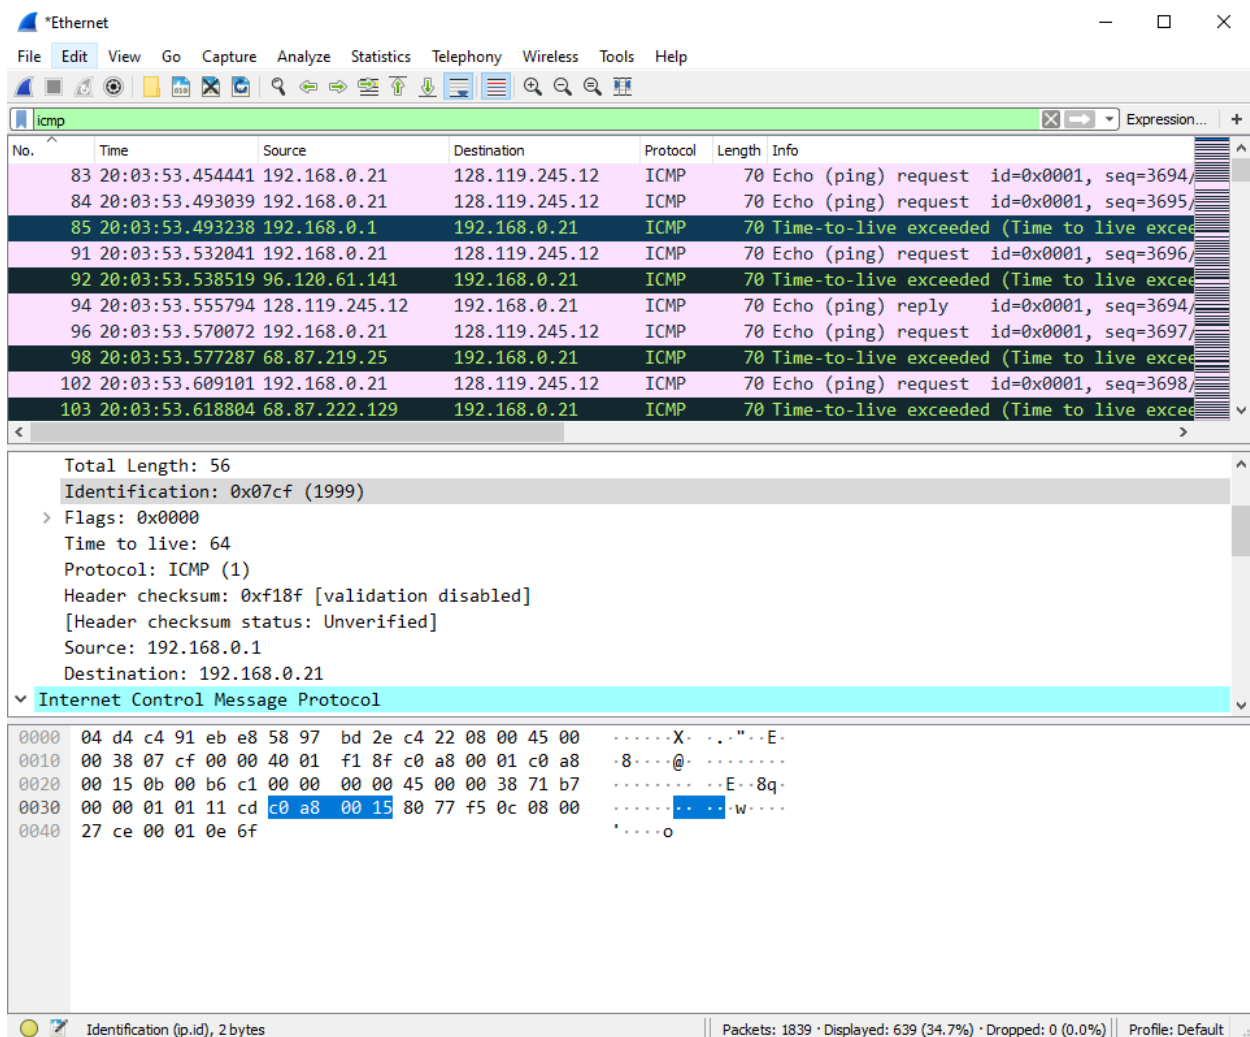 *Ethernet
File Edit View Go Capture Analyze Statistics Telephony Wireless Tools Help
icmp Expression... +
No. Time Source Destination Protocol Length Info
83 20:03:53.454441 192.168.0.21 128.119.245.12 ICMP 70 Echo (ping) request id=0x0001, seq=3694/
84 20:03:53.493039 192.168.0.21 128.119.245.12 ICMP 70 Echo (ping) request id=0x0001, seq=3695/
85 20:03:53.493238 192.168.0.1 192.168.0.21 ICMP 70 Time-to-live exceeded (Time to live excee
91 20:03:53.532041 192.168.0.21 128.119.245.12 ICMP 70 Echo (ping) request id=0x0001, seq=3696/
92 20:03:53.538519 96.120.61.141 192.168.0.21 ICMP 70 Time-to-live exceeded (Time to live excee
94 20:03:53.555794 128.119.245.12 192.168.0.21 ICMP 70 Echo (ping) reply id=0x0001, seq=3694/
96 20:03:53.570072 192.168.0.21 128.119.245.12 ICMP 70 Echo (ping) request id=0x0001, seq=3697/
98 20:03:53.577287 68.87.219.25 192.168.0.21 ICMP 70 Time-to-live exceeded (Time to live excee
102 20:03:53.609101 192.168.0.21 128.119.245.12 ICMP 70 Echo (ping) request id=0x0001, seq=3698/
103 20:03:53.618804 68.87.222.129 192.168.0.21 ICMP 70 Time-to-live exceeded (Time to live excee
Total Length: 56
Identification: 0x07cf (1999)
Flags: 0x0000
Time to live: 64
Protocol: ICMP (1)
Header checksum: 0xf18f [validation disabled]
[Header checksum status: Unverified]
Source: 192.168.0.1
Destination: 192.168.0.21
Internet Control Message Protocol
0000 04 d4 c4 91 eb e8 58 97 bd 2e c4 22 08 00 45 00 ······X· ·.·"··E·
0010 00 38 07 cf 00 00 40 01 f1 8f c0 a8 00 01 c0 a8 ·8····@· ········
0020 00 15 0b 00 b6 c1 00 00 00 00 45 00 00 38 71 b7 ········ ··E··8q·
0030 00 00 01 01 11 cd c0 a8 00 15 80 77 f5 0c 08 00 ········ ···w····
0040 27 ce 00 01 0e 6f '····o
Identification (ip.id), 2 bytes Packets: 1839 · Displayed: 639 (34.7%) · Dropped: 0 (0.0%) Profile: Default